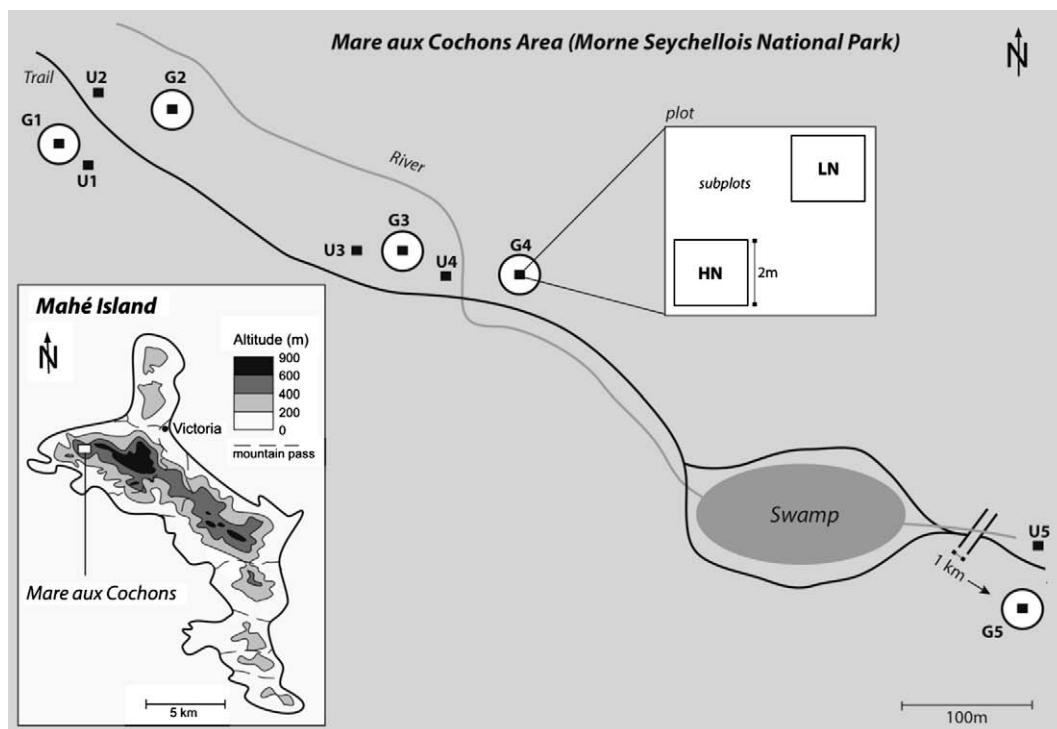 Mare aux Cochons Area (Morne Seychellois National Park)
N
Trail
U2
G2
G1
U1
River
plot
LN
subplots
HN
2m
G3
U3
U4
G4
Mahé Island
N
Altitude (m)
900
600
400
200
0
mountain pass
Victoria
Mare aux Cochons
5 km
Swamp
U5
1 km
G5
100m